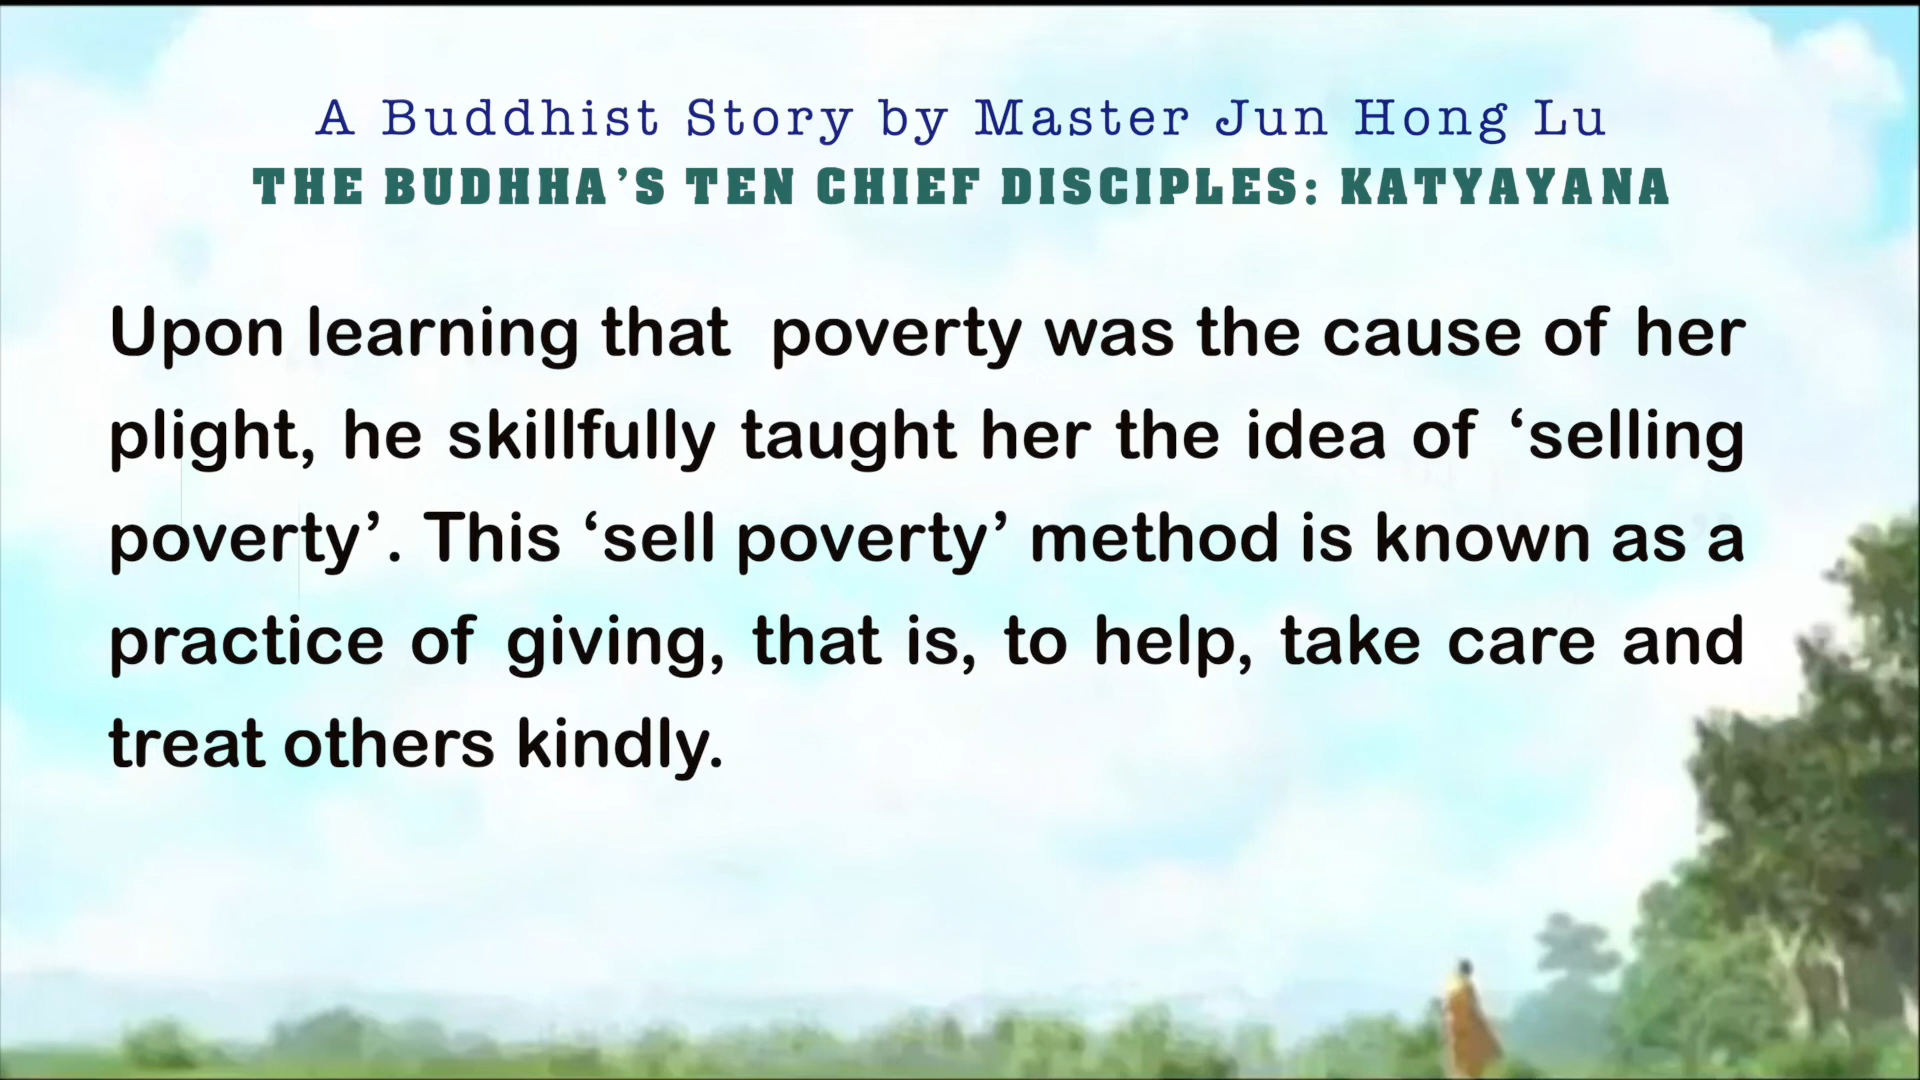 A Buddhist Story by Master Jun Hong Lu
THE BUDHHA’S TEN CHIEF DISCIPLES: KATYAYANA
Upon learning that poverty was the cause of her
plight, he skillfully taught her the idea of ‘selling
poverty’. This ‘sell poverty’ method is known as a
practice of giving, that is, to help, take care and
treat others kindly.